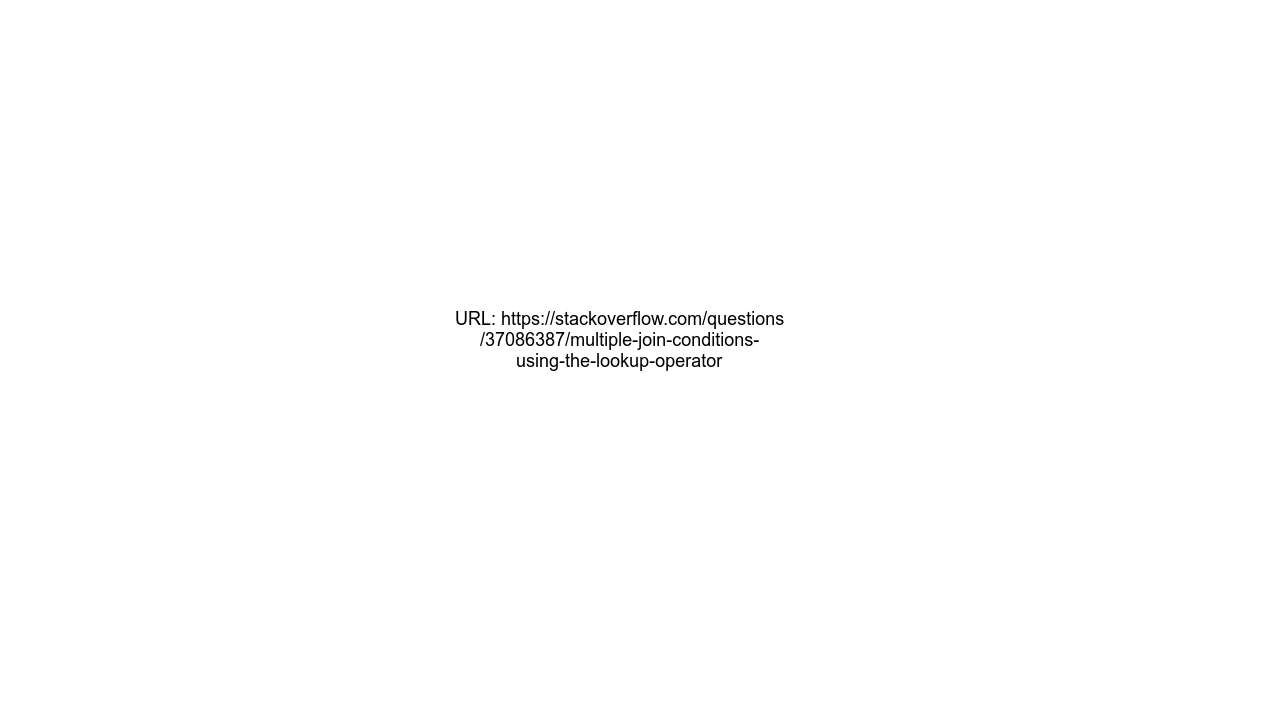 URL: https://stackoverflow.com/questions
/37086387/multiple-join-conditions-
using-the-lookup-operator